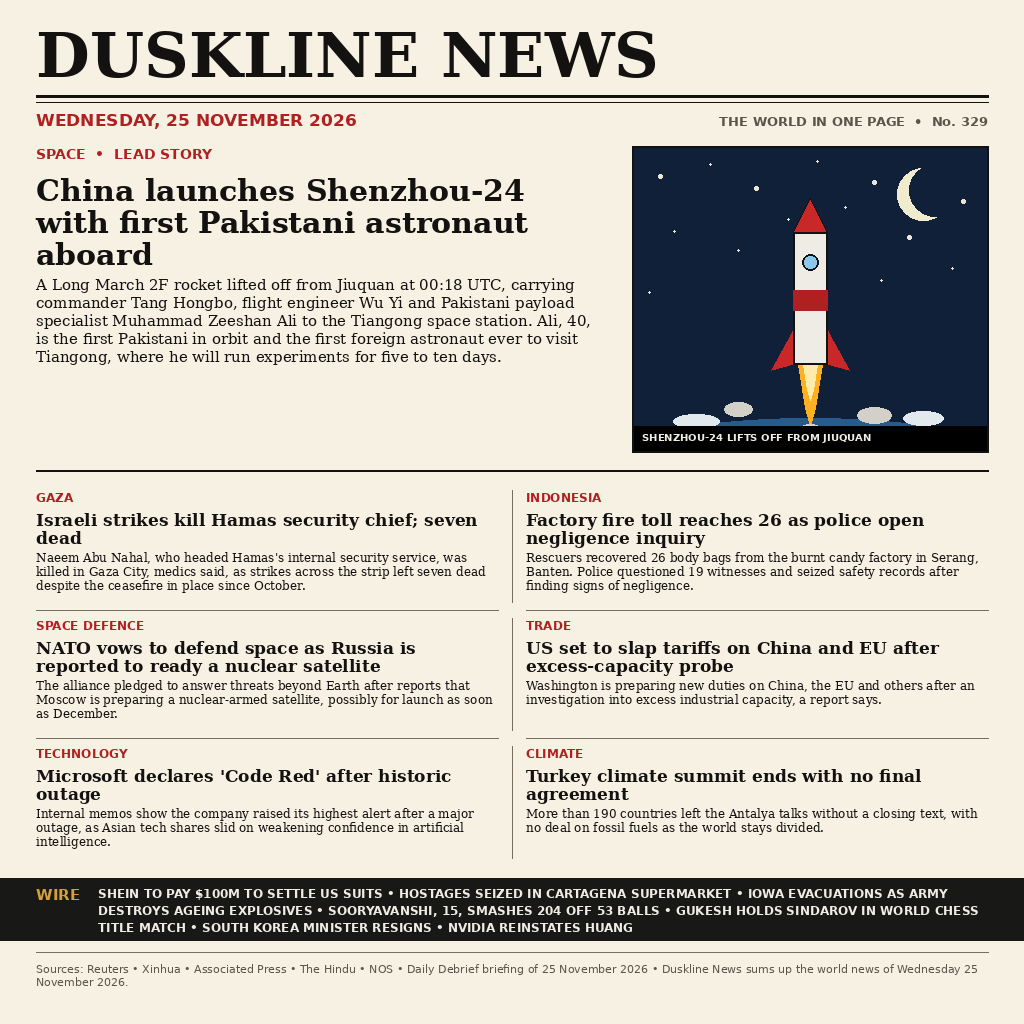 DUSKLINE NEWS
WEDNESDAY, 25 NOVEMBER 2026
THE WORLD IN ONE PAGE • No. 329
SPACE • LEAD STORY
China launches Shenzhou-24
with first Pakistani astronaut
aboard
A Long March 2F rocket lifted off from Jiuquan at 00:18 UTC, carrying
commander Tang Hongbo, flight engineer Wu Yi and Pakistani payload
specialist Muhammad Zeeshan Ali to the Tiangong space station. Ali, 40,
is the first Pakistani in orbit and the first foreign astronaut ever to visit
Tiangong, where he will run experiments for five to ten days.
SHENZHOU-24 LIFTS OFF FROM JIUQUAN
GAZA
Israeli strikes kill Hamas security chief; seven
dead
Naeem Abu Nahal, who headed Hamas's internal security service, was
killed in Gaza City, medics said, as strikes across the strip left seven dead
despite the ceasefire in place since October.
INDONESIA
Factory fire toll reaches 26 as police open
negligence inquiry
Rescuers recovered 26 body bags from the burnt candy factory in Serang,
Banten. Police questioned 19 witnesses and seized safety records after
finding signs of negligence.
SPACE DEFENCE
NATO vows to defend space as Russia is
reported to ready a nuclear satellite
The alliance pledged to answer threats beyond Earth after reports that
Moscow is preparing a nuclear-armed satellite, possibly for launch as soon
as December.
TRADE
US set to slap tariffs on China and EU after
excess-capacity probe
Washington is preparing new duties on China, the EU and others after an
investigation into excess industrial capacity, a report says.
TECHNOLOGY
Microsoft declares 'Code Red' after historic
outage
Internal memos show the company raised its highest alert after a major
outage, as Asian tech shares slid on weakening confidence in artificial
intelligence.
CLIMATE
Turkey climate summit ends with no final
agreement
More than 190 countries left the Antalya talks without a closing text, with
no deal on fossil fuels as the world stays divided.
WIRE
SHEIN TO PAY $100M TO SETTLE US SUITS • HOSTAGES SEIZED IN CARTAGENA SUPERMARKET • IOWA EVACUATIONS AS ARMY
DESTROYS AGEING EXPLOSIVES • SOORYAVANSHI, 15, SMASHES 204 OFF 53 BALLS • GUKESH HOLDS SINDAROV IN WORLD CHESS
TITLE MATCH • SOUTH KOREA MINISTER RESIGNS • NVIDIA REINSTATES HUANG
Sources: Reuters • Xinhua • Associated Press • The Hindu • NOS • Daily Debrief briefing of 25 November 2026 • Duskline News sums up the world news of Wednesday 25
November 2026.